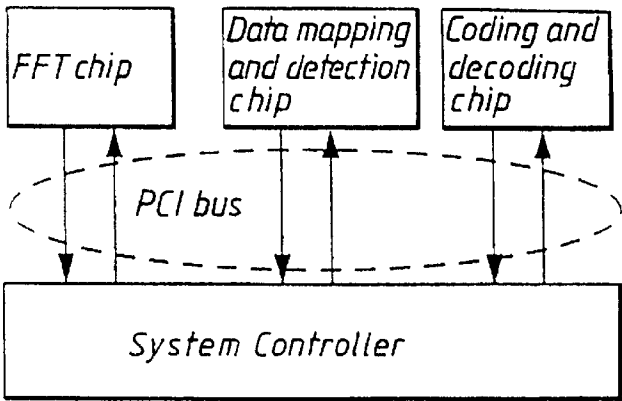 FFT chip
Data mapping
and detection
chip
Coding and
decoding
chip
PCI bus
System Controller